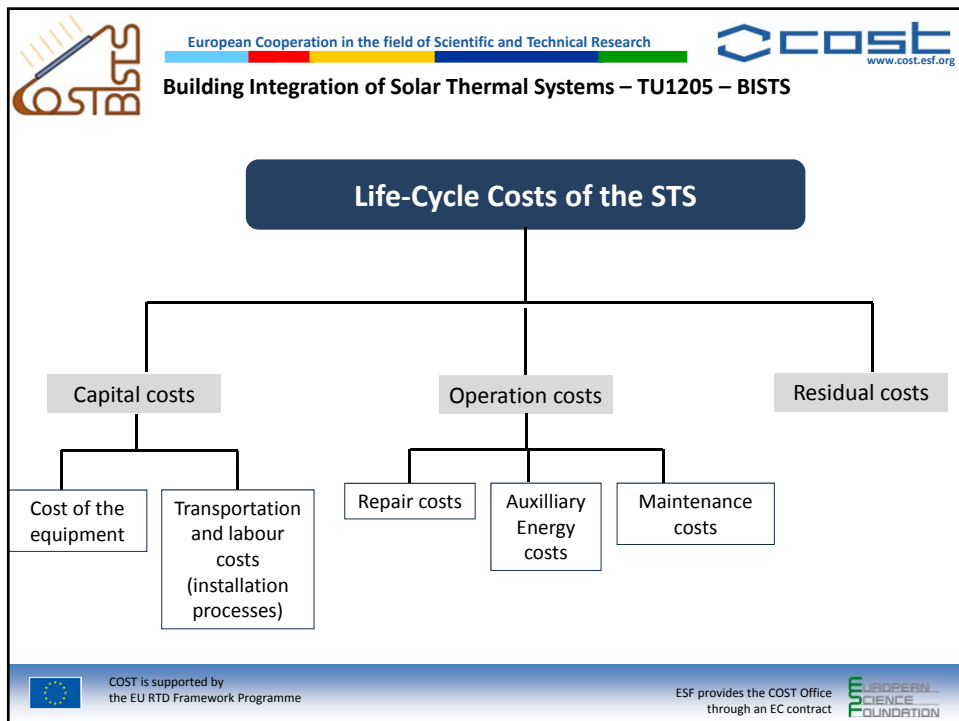 COST
BISTS
European Cooperation in the field of Scientific and Technical Research
cost
www.cost.esf.org
Building Integration of Solar Thermal Systems – TU1205 – BISTS
Life-Cycle Costs of the STS
Capital costs
Operation costs
Residual costs
Cost of the
equipment
Transportation
and labour
costs
(installation
processes)
Repair costs
Auxilliary
Energy
costs
Maintenance
costs
COST is supported by
the EU RTD Framework Programme
ESF provides the COST Office
through an EC contract
EUROPEAN
SCIENCE
FOUNDATION